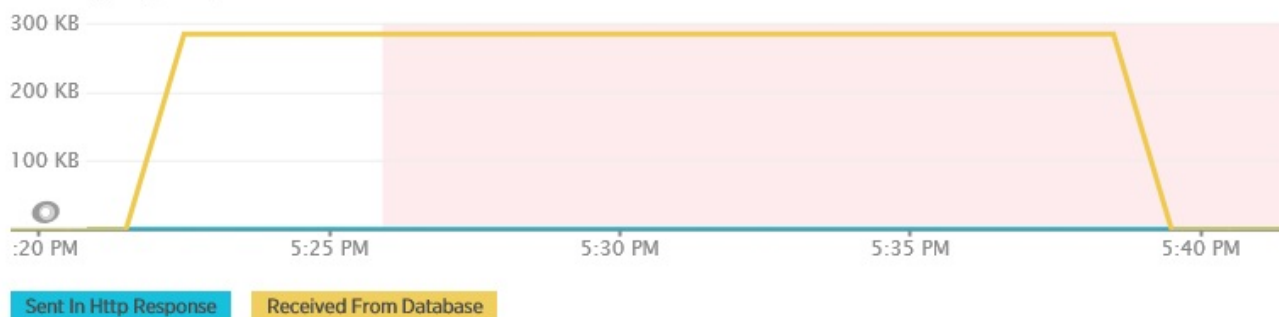 300 KB
200 KB
100 KB
:20 PM 5:25 PM 5:30 PM 5:35 PM 5:40 PM
Sent In Http Response Received From Database